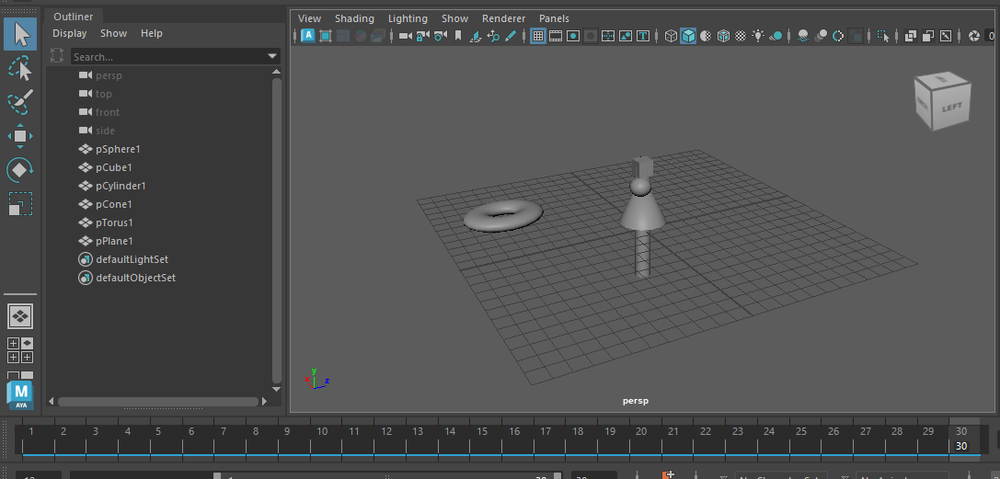 Outliner
Display Show Help
Search...
persp
top
front
side
pSphere1
pCube1
pCylinder1
pCone1
pTorus1
pPlane1
defaultLightSet
defaultObjectSet
View Shading Lighting Show Renderer Panels
A
T
0
LEFT
y
x
z
persp
M
AYA
1 2 3 4 5 6 7 8 9 10 11 12 13 14 15 16 17 18 19 20 21 22 23 24 25 26 27 28 29 30
30